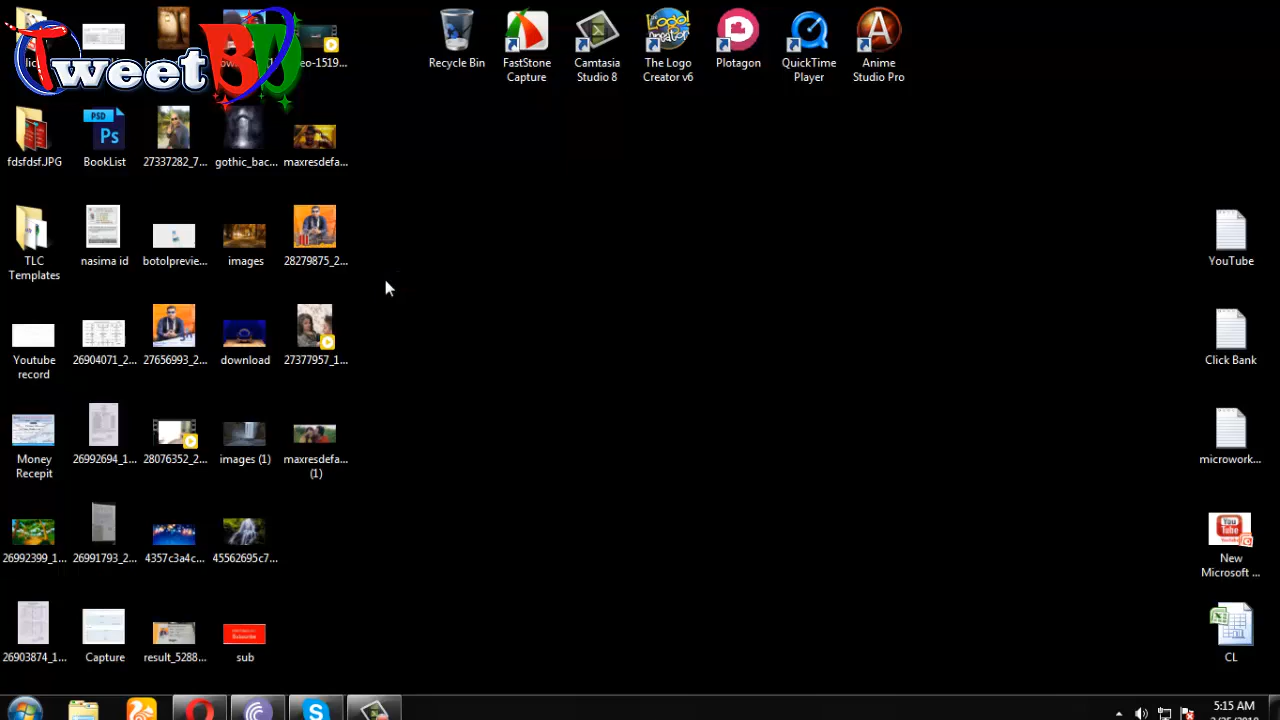 Tweet BD
Recycle Bin
FastStone
Capture
Camtasia
Studio 8
The Logo
Creator v6
Plotagon
QuickTime
Player
Anime
Studio Pro
fdsfdsf.JPG
BookList
27337282_7...
gothic_bac...
maxresdefa...
TLC
Templates
nasima id
botolprevie...
images
28279875_2...
YouTube
Youtube
record
26904071_2...
27656993_2...
download
27377957_1...
Click Bank
Money
Recepit
26992694_1...
28076352_2...
images (1)
maxresdefa...
(1)
microwork...
26992399_1...
26991793_2...
4357c3a4c...
45562695c7...
New
Microsoft ...
26903874_1...
Capture
result_5288...
sub
CL
5:15 AM